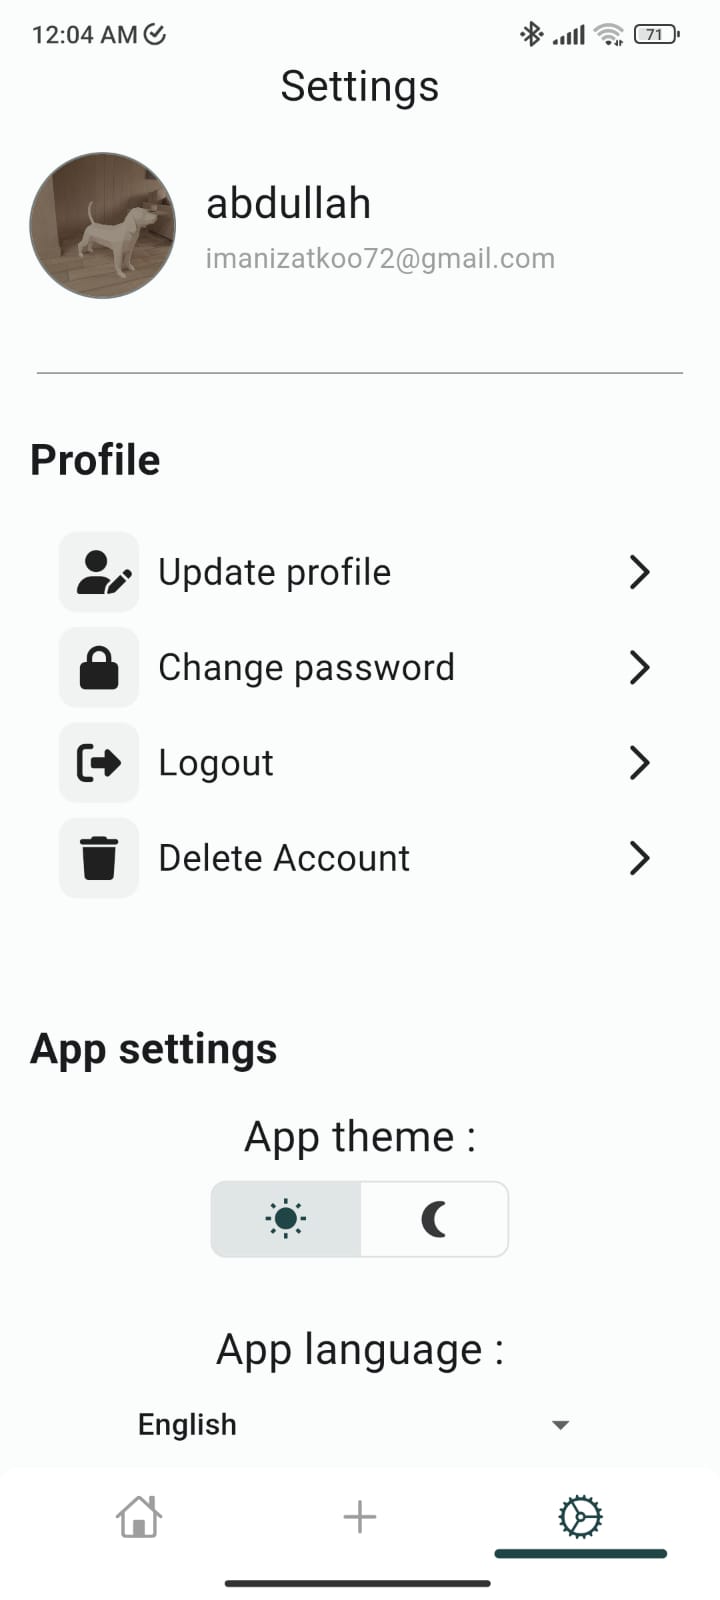 12:04 AM
71
Settings
abdullah
imanizatkoo72@gmail.com
Profile
Update profile
Change password
Logout
Delete Account
App settings
App theme :
App language :
English